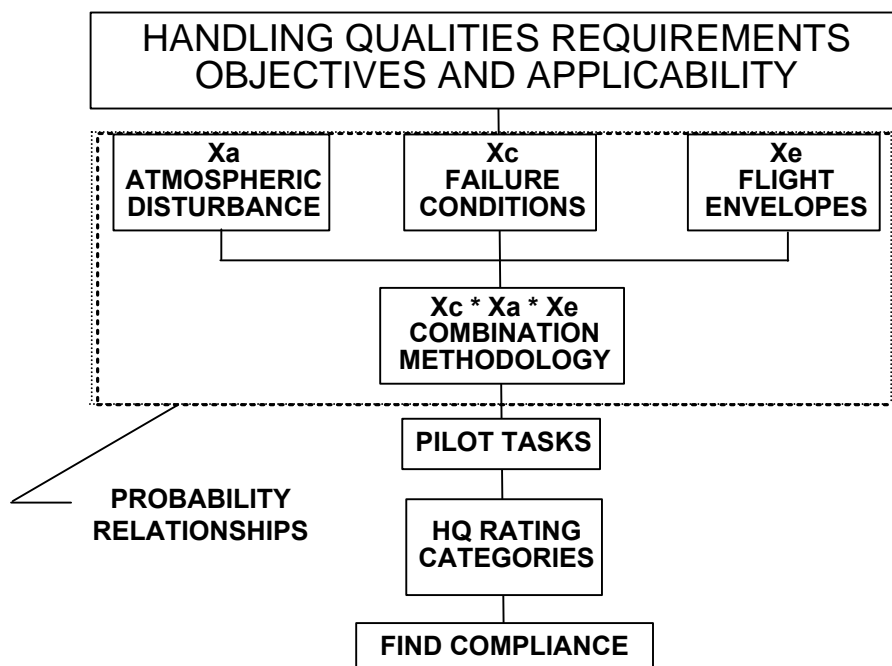 HANDLING QUALITIES REQUIREMENTS
OBJECTIVES AND APPLICABILITY
Xa
ATMOSPHERIC
DISTURBANCE
Xc
FAILURE
CONDITIONS
Xe
FLIGHT
ENVELOPES
Xc * Xa * Xe
COMBINATION
METHODOLOGY
PILOT TASKS
PROBABILITY
RELATIONSHIPS
HQ RATING
CATEGORIES
FIND COMPLIANCE